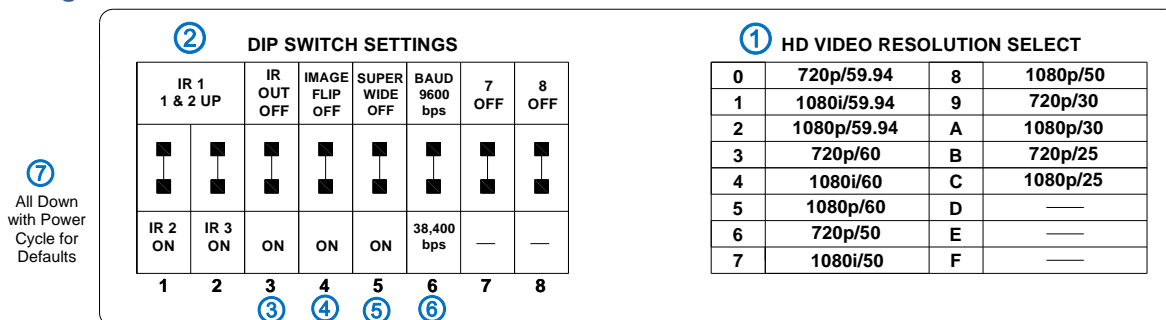 ② DIP SWITCH SETTINGS
IR 1
1 & 2 UP
IR
OUT
OFF
IMAGE
FLIP
OFF
SUPER
WIDE
OFF
BAUD
9600
bps
7
OFF
8
OFF
⑦
All Down
with Power
Cycle for
Defaults
IR 2
ON
IR 3
ON
ON
ON
ON
38,400
bps
—
—
1 2 3 4 5 6 7 8
③ ④ ⑤ ⑥
① HD VIDEO RESOLUTION SELECT
0 720p/59.94 8 1080p/50
1 1080i/59.94 9 720p/30
2 1080p/59.94 A 1080p/30
3 720p/60 B 720p/25
4 1080i/60 C 1080p/25
5 1080p/60 D —
6 720p/50 E —
7 1080i/50 F —